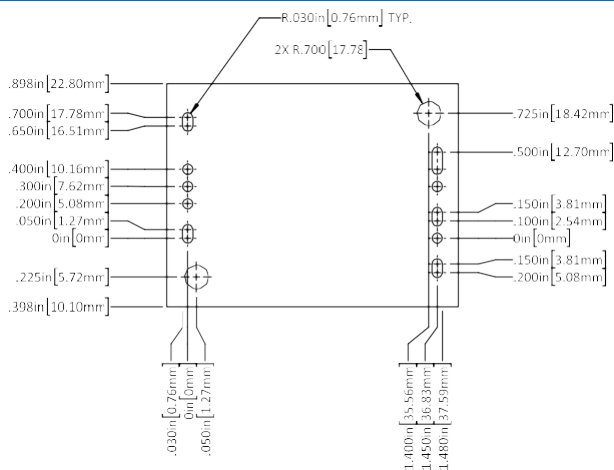 R.030in[0.76mm] TYP.
2X R.700[17.78]
.898in[22.80mm]
.700in[17.78mm]
.650in[16.51mm]
.400in[10.16mm]
.300in[7.62mm]
.200in[5.08mm]
.050in[1.27mm]
0in[0mm]
.225in[5.72mm]
.398in[10.10mm]
.725in[18.42mm]
.500in[12.70mm]
.150in[3.81mm]
.100in[2.54mm]
0in[0mm]
.150in[3.81mm]
.200in[5.08mm]
.030in[0.76mm]
0in[0mm]
.050in[1.27mm]
1.400in[35.56mm]
1.450in[36.83mm]
1.480in[37.59mm]